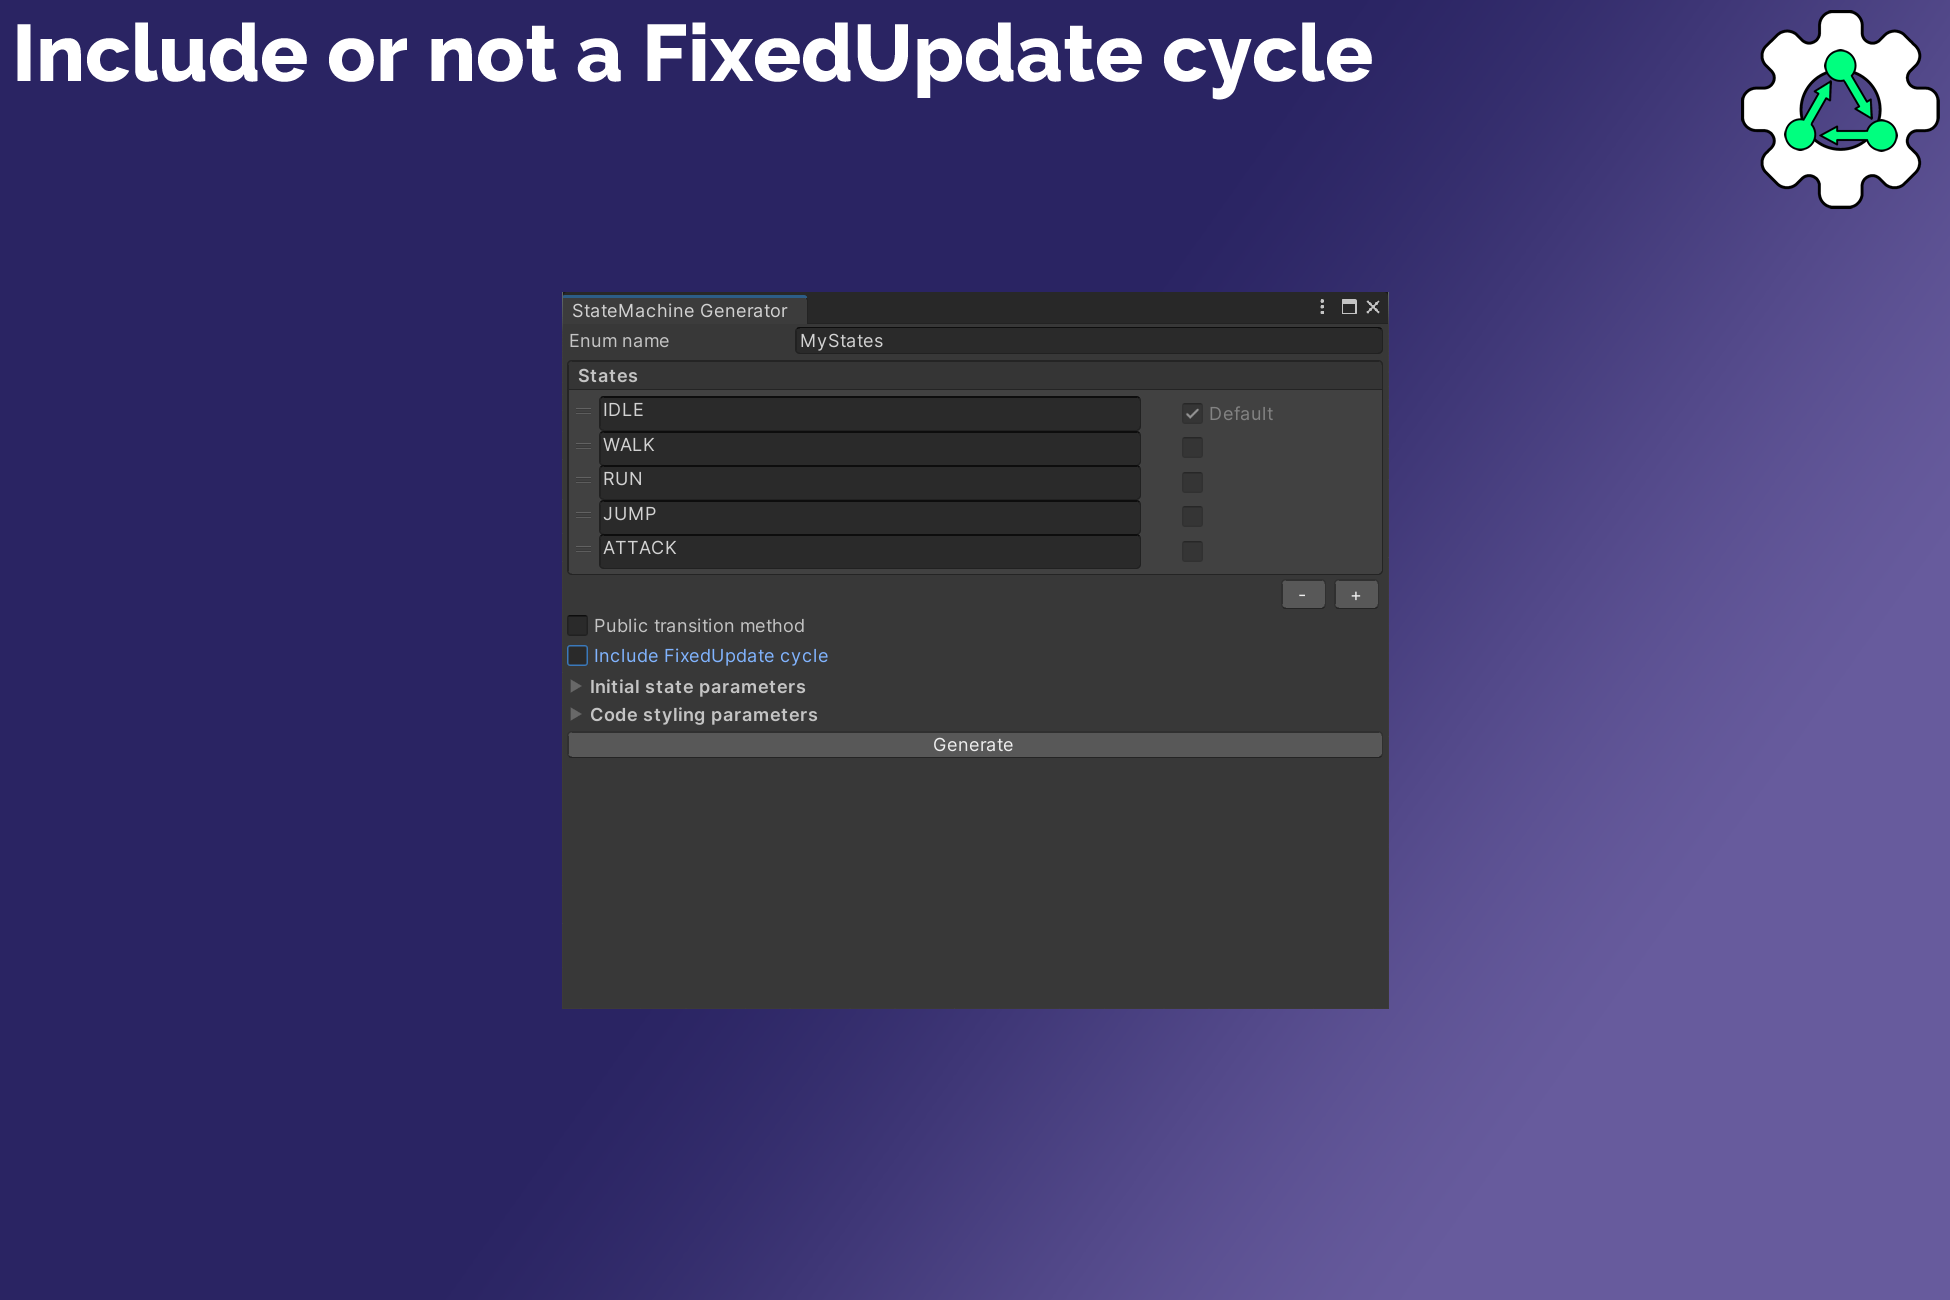 Include or not a FixedUpdate cycle
StateMachine Generator
Enum name MyStates
States
IDLE Default
WALK
RUN
JUMP
ATTACK
- +
Public transition method
Include FixedUpdate cycle
Initial state parameters
Code styling parameters
Generate